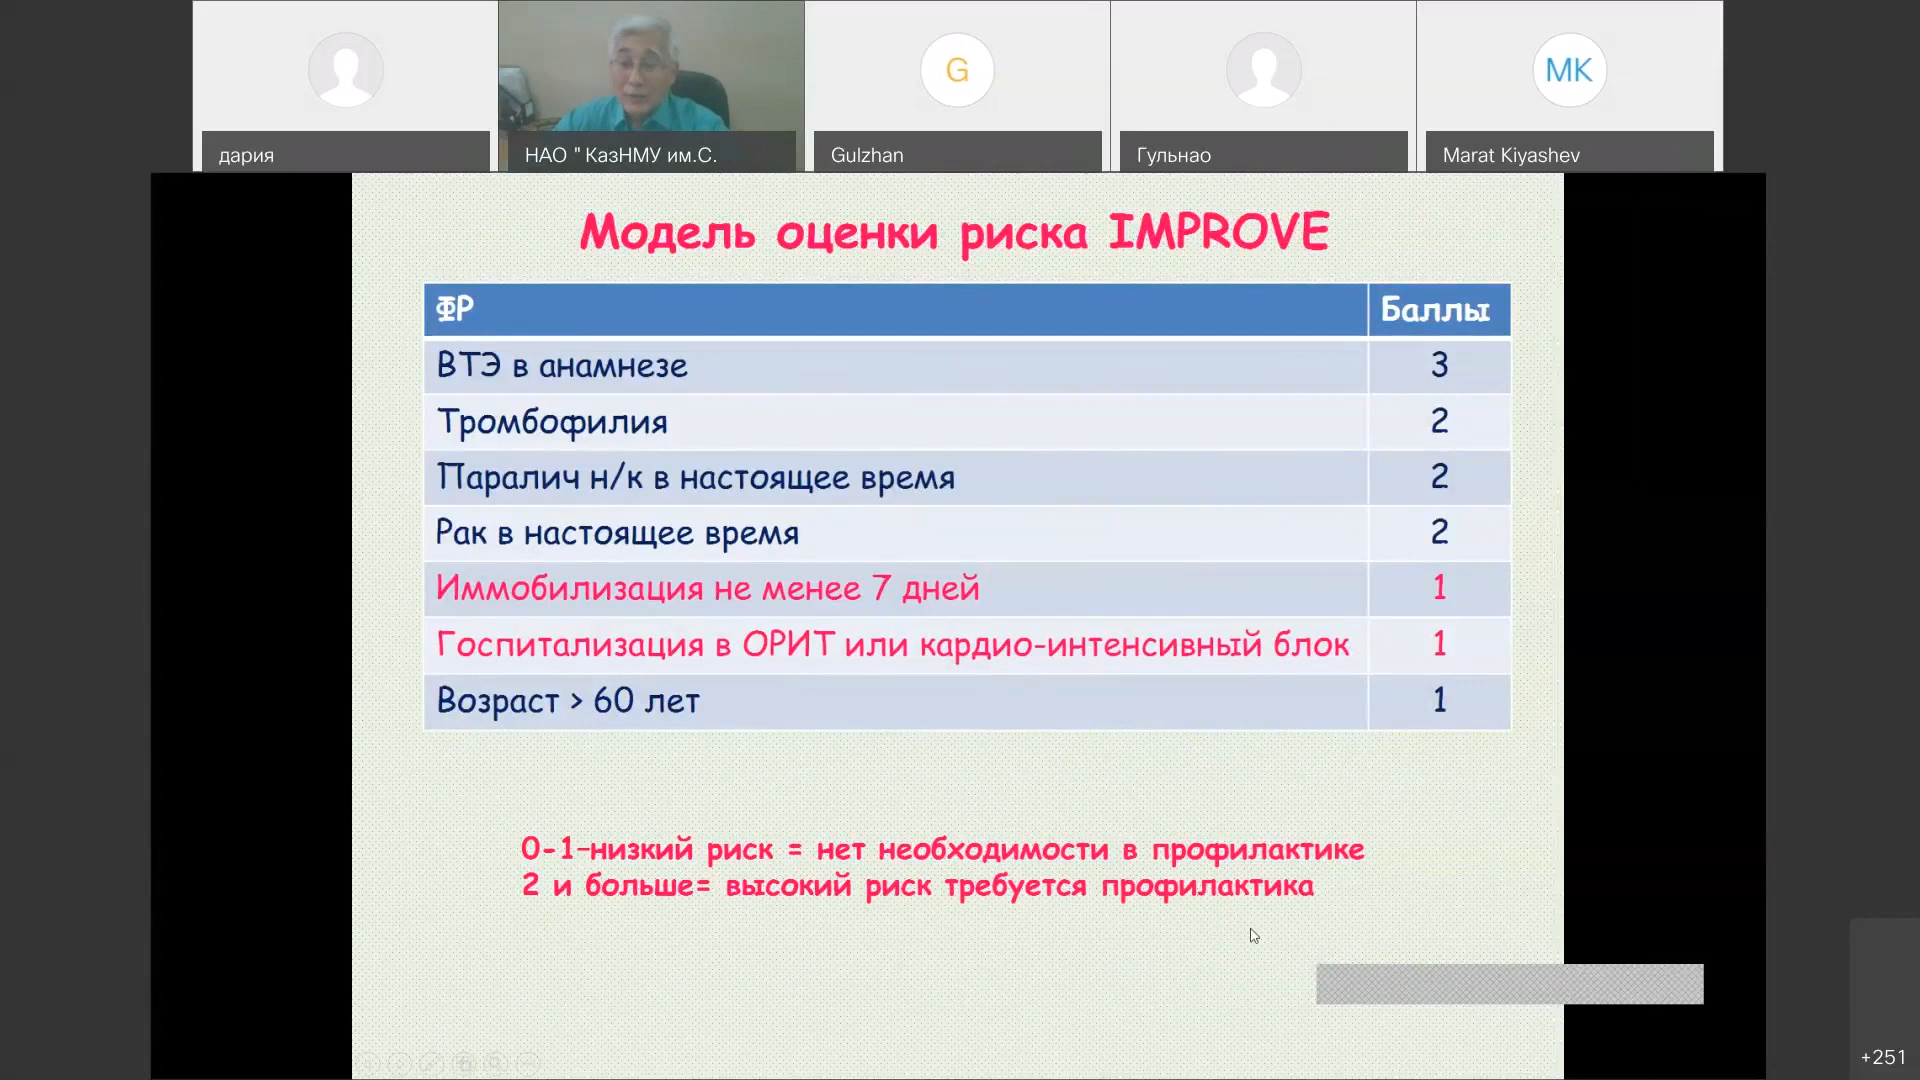 G
MK
дария
НАО " КазНМУ им.С.
Gulzhan
Гульнао
Marat Kiyashev
Модель оценки риска IMPROVE
ФР Баллы
ВТЭ в анамнезе 3
Тромбофилия 2
Паралич н/к в настоящее время 2
Рак в настоящее время 2
Иммобилизация не менее 7 дней 1
Госпитализация в ОРИТ или кардио-интенсивный блок 1
Возраст > 60 лет 1
0-1-низкий риск = нет необходимости в профилактике
2 и больше= высокий риск требуется профилактика
+251